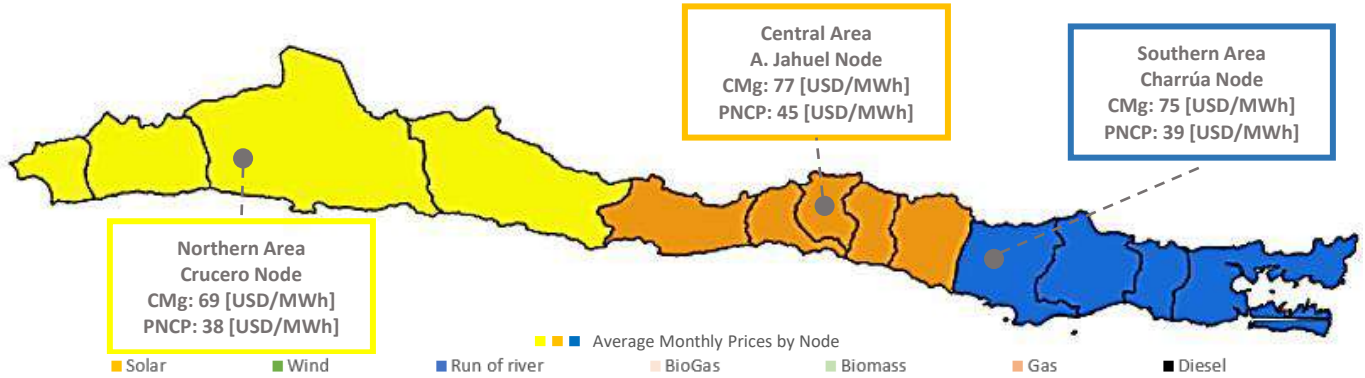 Central Area
A. Jahuel Node
CMg: 77 [USD/MWh]
PNCP: 45 [USD/MWh]
Southern Area
Charrúa Node
CMg: 75 [USD/MWh]
PNCP: 39 [USD/MWh]
Northern Area
Crucero Node
CMg: 69 [USD/MWh]
PNCP: 38 [USD/MWh]
Average Monthly Prices by Node
Solar Wind Run of river BioGas Biomass Gas Diesel